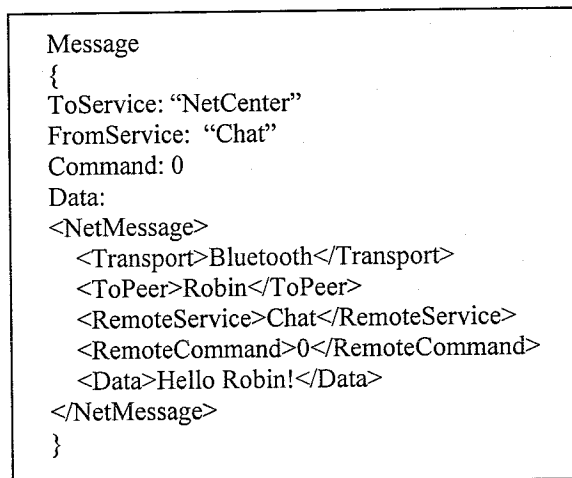 Message
{
ToService: “NetCenter”
FromService: “Chat”
Command: 0
Data:
<NetMessage>
<Transport>Bluetooth</Transport>
<ToPeer>Robin</ToPeer>
<RemoteService>Chat</RemoteService>
<RemoteCommand>0</RemoteCommand>
<Data>Hello Robin!</Data>
</NetMessage>
}